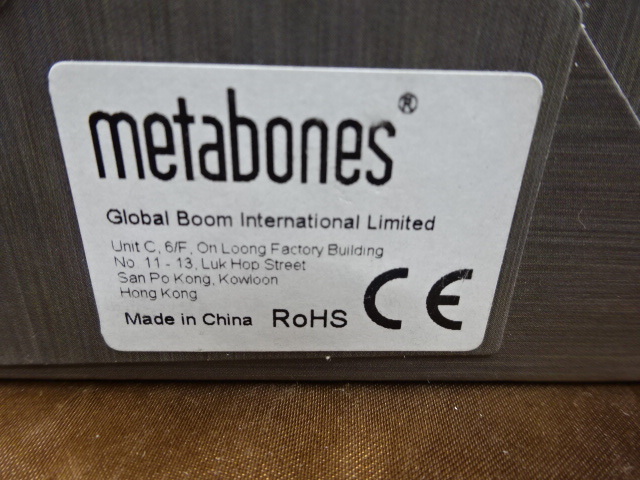 metabones®
Global Boom International Limited
Unit C, 6/F, On Loong Factory Building
No. 11 - 13, Luk Hop Street
San Po Kong, Kowloon
Hong Kong
Made in China RoHS CE